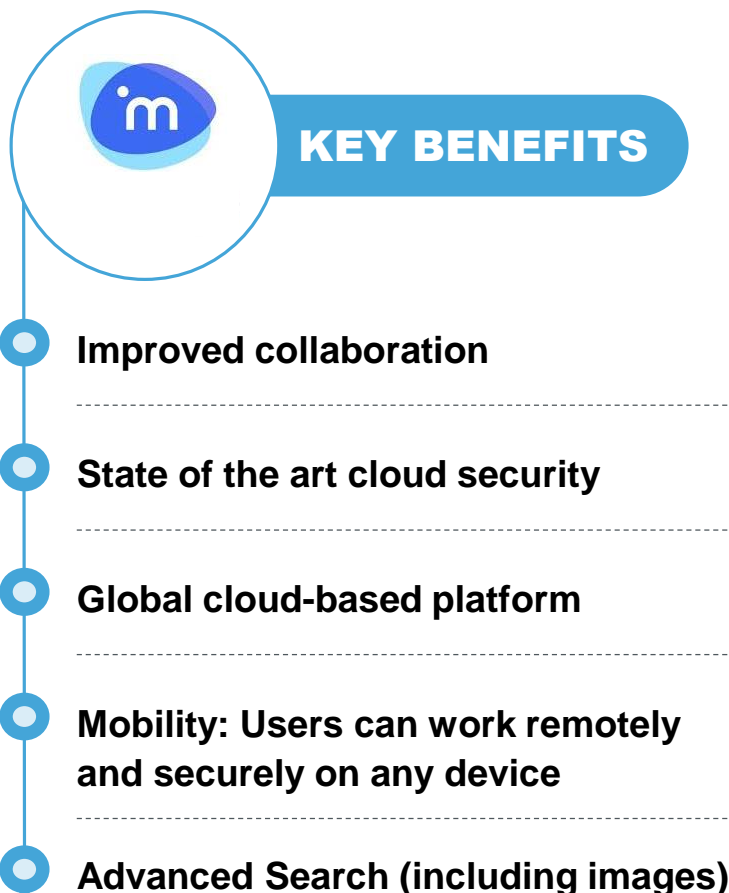 m
KEY BENEFITS
Improved collaboration
State of the art cloud security
Global cloud-based platform
Mobility: Users can work remotely
and securely on any device
Advanced Search (including images)